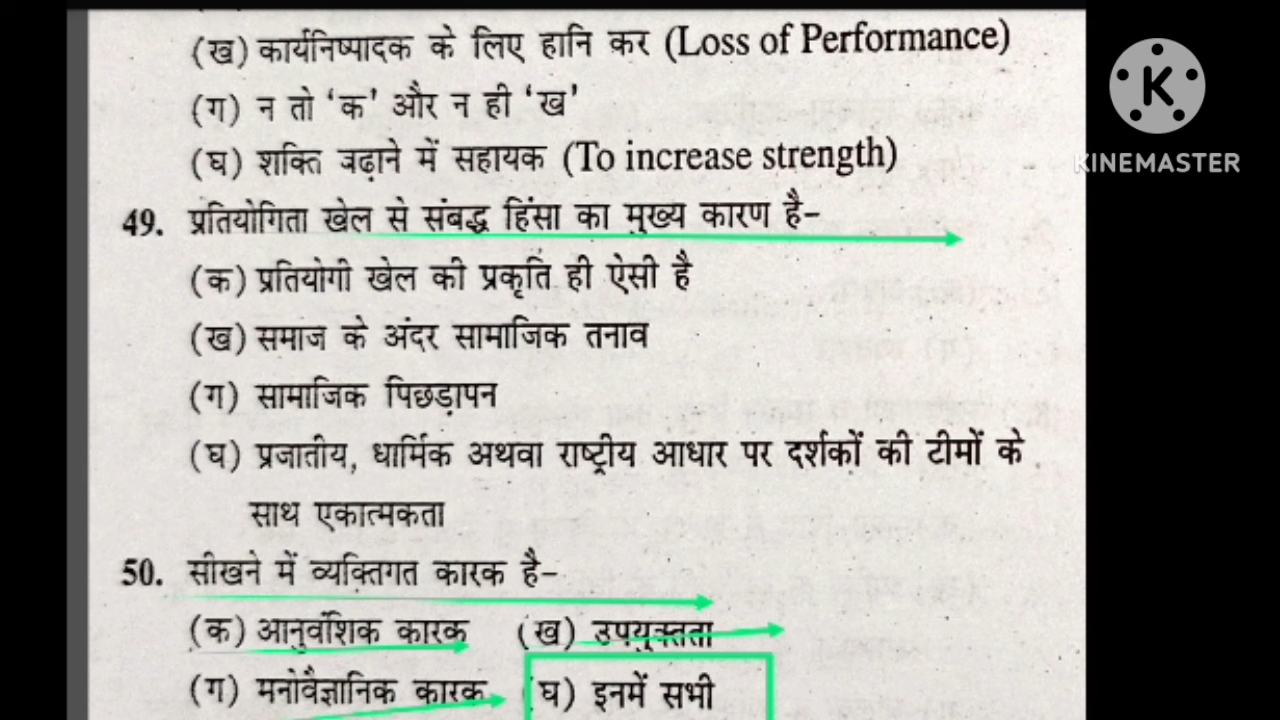 (ख) कार्यनिष्पादक के लिए हानि कर (Loss of Performance)
(ग) न तो 'क' और न ही 'ख'
(घ) शक्ति बढ़ाने में सहायक (To increase strength)
49. प्रतियोगिता खेल से संबद्ध हिंसा का मुख्य कारण है–
(क) प्रतियोगी खेल की प्रकृति ही ऐसी है
(ख) समाज के अंदर सामाजिक तनाव
(ग) सामाजिक पिछड़ापन
(घ) प्रजातीय, धार्मिक अथवा राष्ट्रीय आधार पर दर्शकों की टीमों के
साथ एकात्मकता
50. सीखने में व्यक्तिगत कारक है–
(क) आनुवंशिक कारक (ख) उपयुक्तता
(ग) मनोवैज्ञानिक कारक (घ) इनमें सभी
K
KINEMASTER